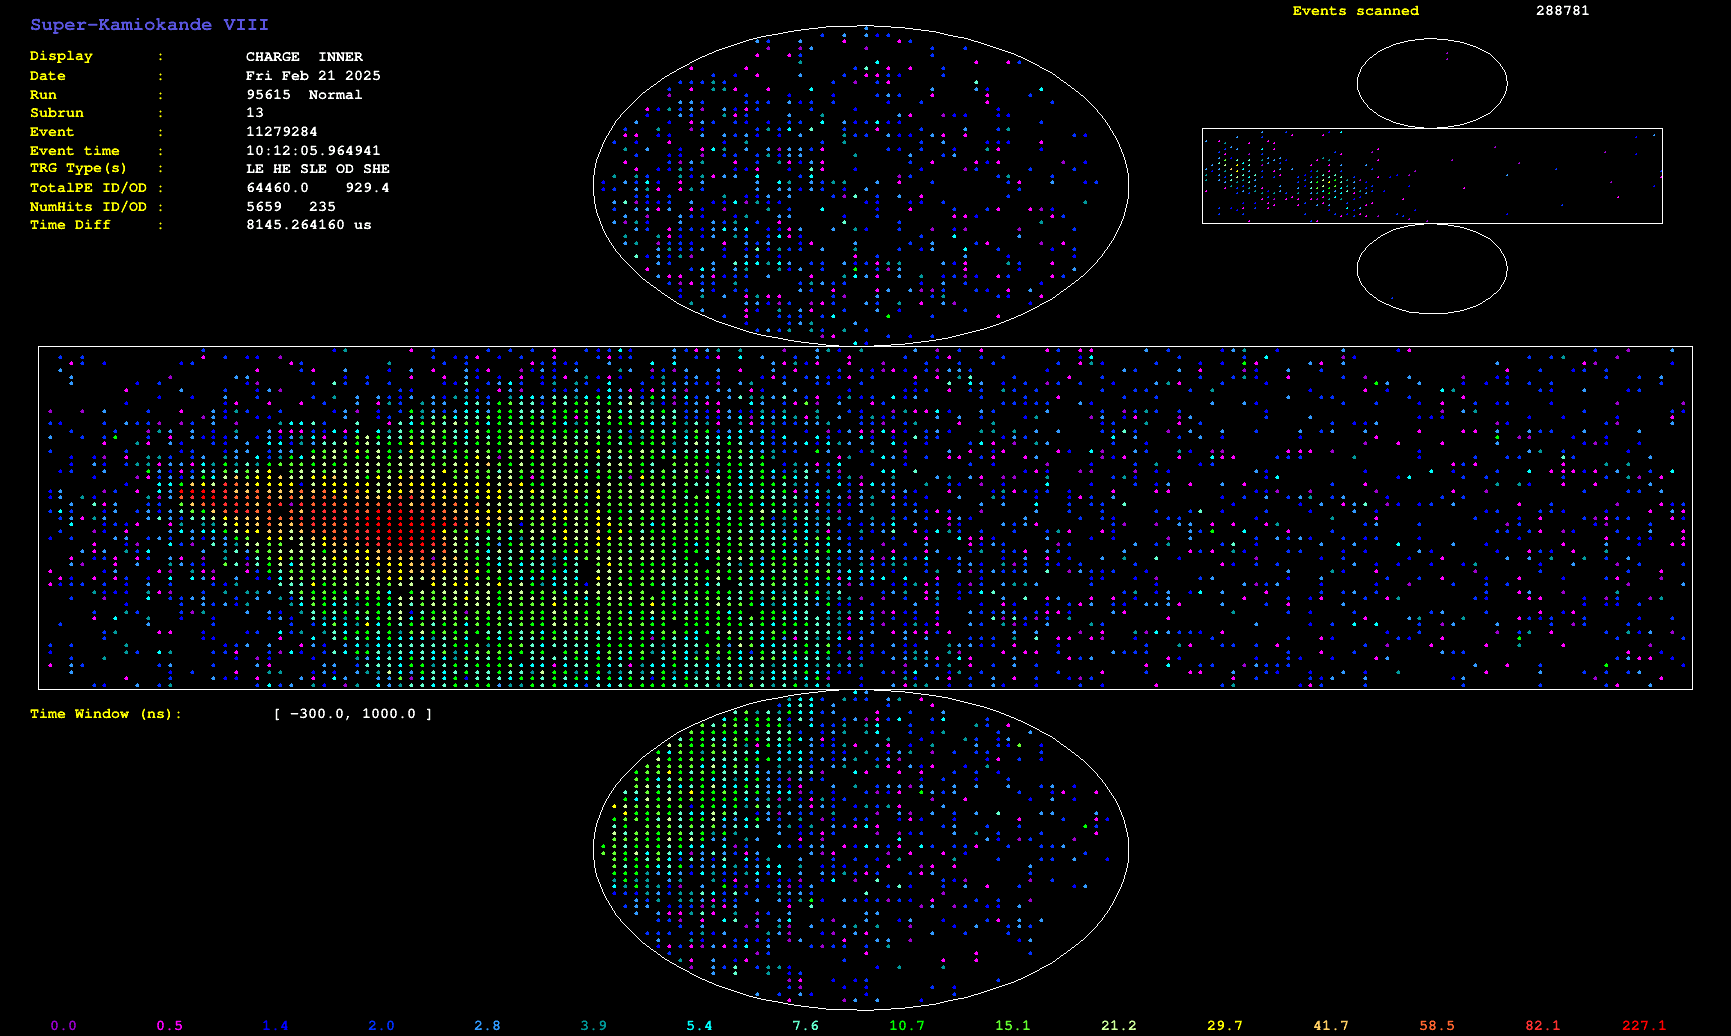 Super-Kamiokande VIII
Events scanned 288781
Display : CHARGE INNER
Date : Fri Feb 21 2025
Run : 95615 Normal
Subrun : 13
Event : 11279284
Event time : 10:12:05.964941
TRG Type(s) : LE HE SLE OD SHE
TotalPE ID/OD : 64460.0 929.4
NumHits ID/OD : 5659 235
Time Diff : 8145.264160 us
Time Window (ns): [ -300.0, 1000.0 ]
0.0 0.5 1.4 2.0 2.8 3.9 5.4 7.6 10.7 15.1 21.2 29.7 41.7 58.5 82.1 227.1